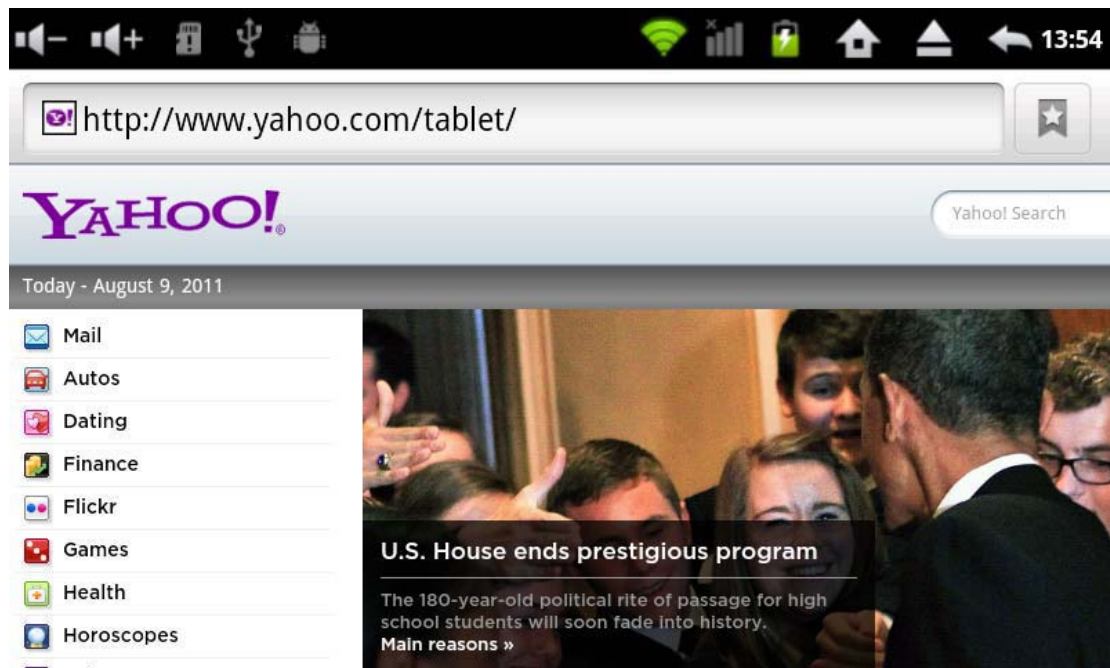 13:54
http://www.yahoo.com/tablet/
YAHOO!
Yahoo! Search
Today - August 9, 2011
Mail
Autos
Dating
Finance
Flickr
Games
Health
Horoscopes
U.S. House ends prestigious program
The 180-year-old political rite of passage for high
school students will soon fade into history.
Main reasons »